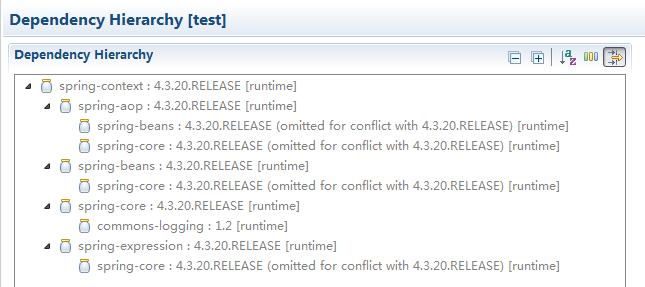 Dependency Hierarchy [test]
Dependency Hierarchy
spring-context : 4.3.20.RELEASE [runtime]
spring-aop : 4.3.20.RELEASE [runtime]
spring-beans : 4.3.20.RELEASE (omitted for conflict with 4.3.20.RELEASE) [runtime]
spring-core : 4.3.20.RELEASE (omitted for conflict with 4.3.20.RELEASE) [runtime]
spring-beans : 4.3.20.RELEASE [runtime]
spring-core : 4.3.20.RELEASE (omitted for conflict with 4.3.20.RELEASE) [runtime]
spring-core : 4.3.20.RELEASE [runtime]
commons-logging : 1.2 [runtime]
spring-expression : 4.3.20.RELEASE [runtime]
spring-core : 4.3.20.RELEASE (omitted for conflict with 4.3.20.RELEASE) [runtime]